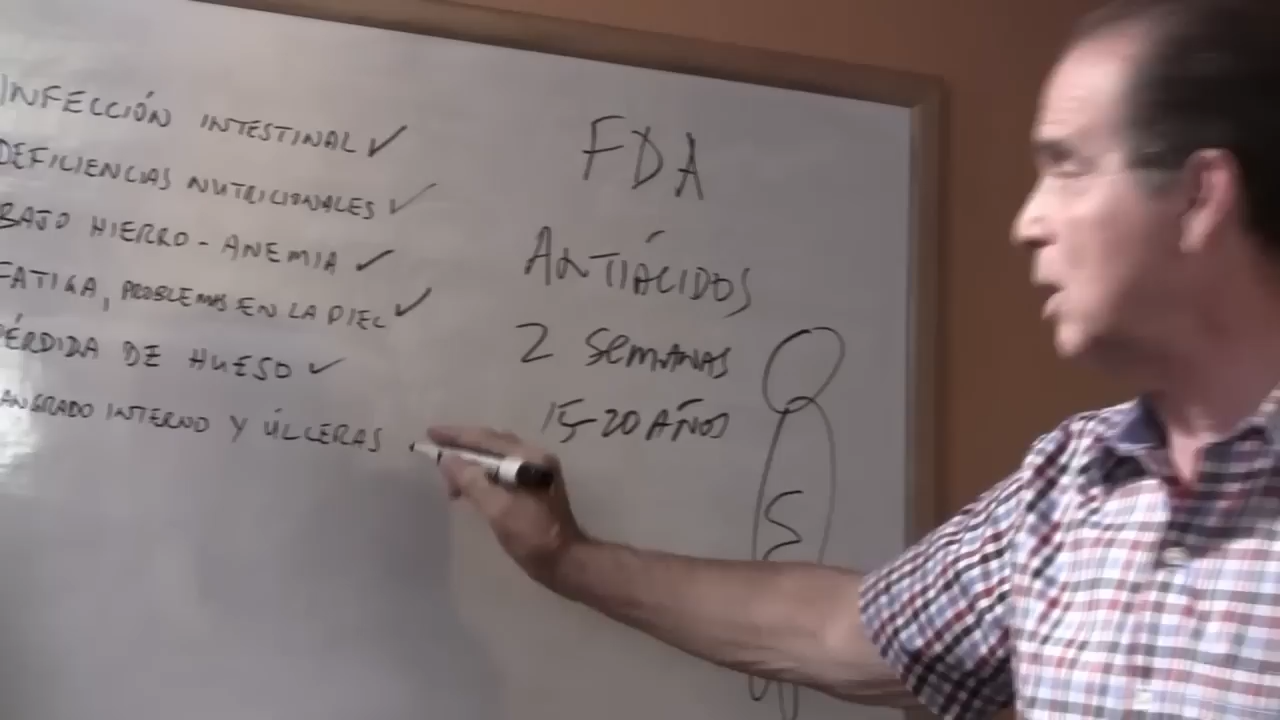 INFECCIÓN INTESTINAL ✓
DEFICIENCIAS NUTRICIONALES ✓
BAJO HIERRO - ANEMIA ✓
FATIGA, PROBLEMAS EN LA PIEL ✓
PÉRDIDA DE HUESO ✓
ANGRADO INTERNO Y ÚLCERAS
FDA
ANTIÁCIDOS
2 SEMANAS
15-20 AÑOS